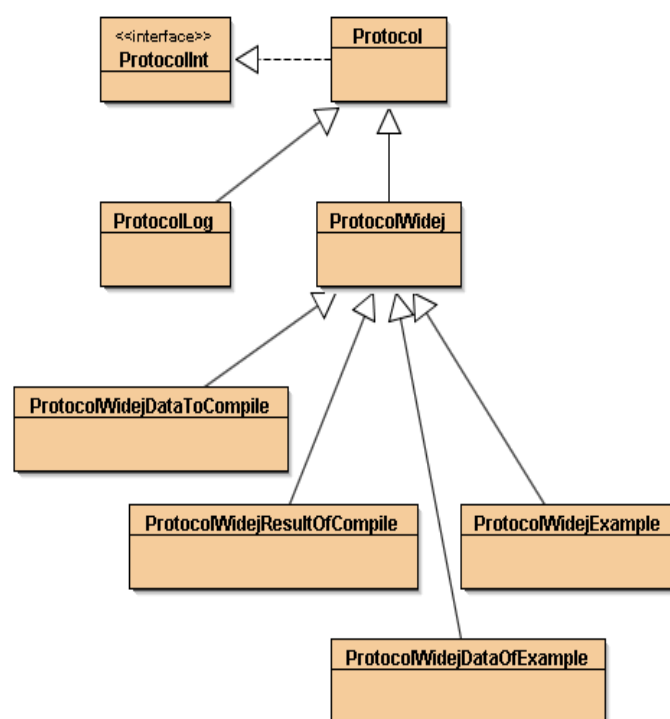 <<interface>>
ProtocolInt
Protocol
ProtocolLog
ProtocolWidej
ProtocolWidejDataToCompile
ProtocolWidejResultOfCompile
ProtocolWidejExample
ProtocolWidejDataOfExample